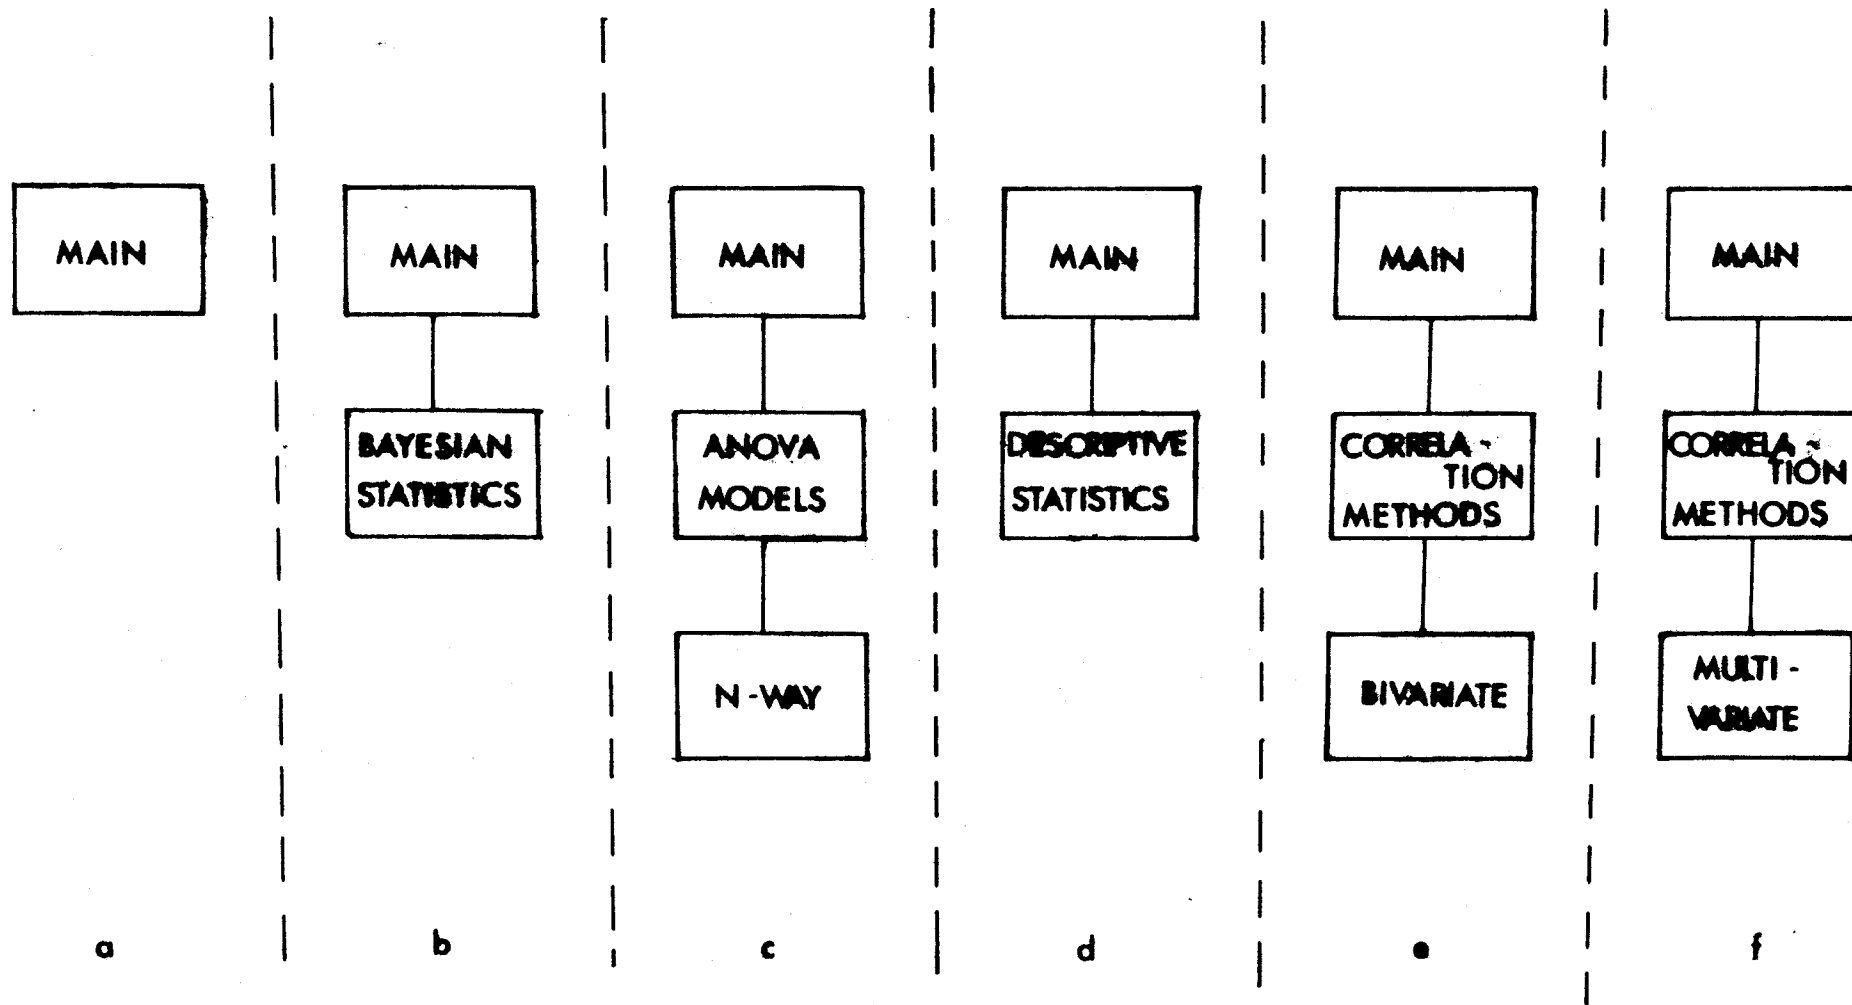 MAIN
MAIN
BAYESIAN
STATISTICS
MAIN
ANOVA
MODELS
N-WAY
MAIN
DESCRIPTIVE
STATISTICS
MAIN
CORRELA-
TION
METHODS
BIVARIATE
MAIN
CORRELA-
TION
METHODS
MULTI-
VARIATE
a
b
c
d
e
f